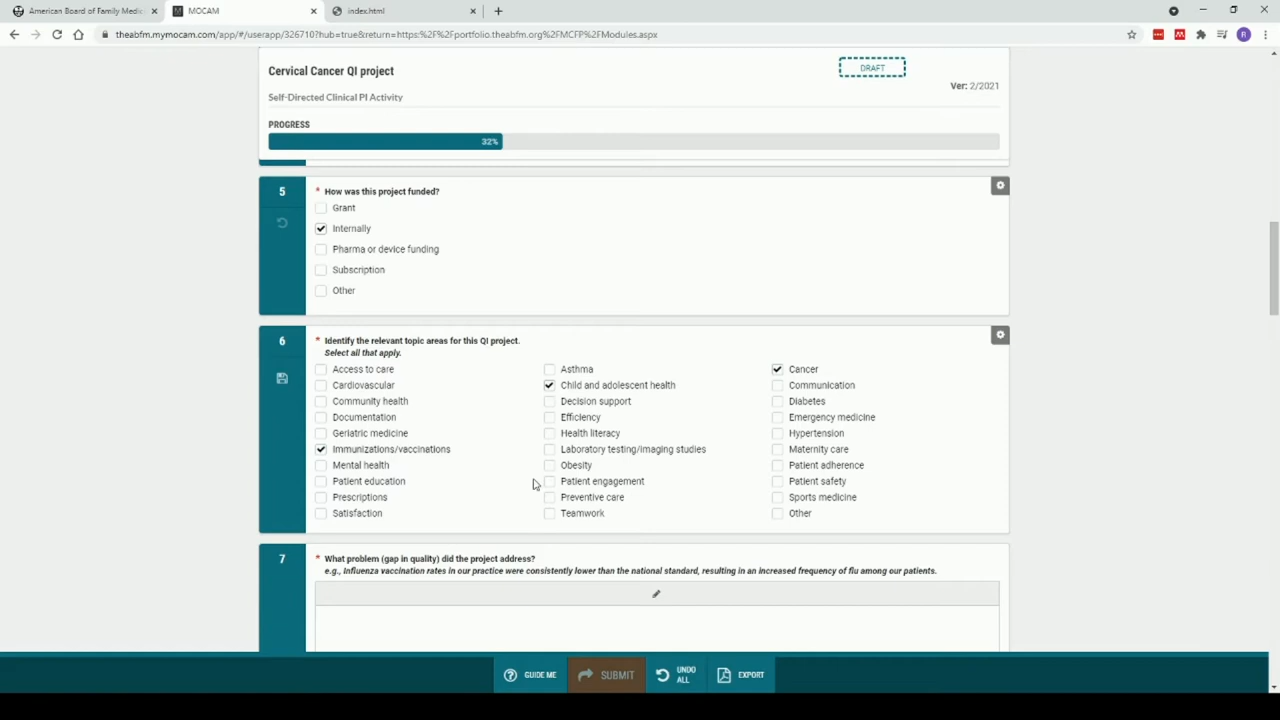 American Board of Family Medic
MOCAM
index.html
theabfm.mymocam.com/app/#/userapp/326710?hub=true&return=https:%2F%2Fportfolio.theabfm.org%2FMCFP%2FModules.aspx
R
Cervical Cancer QI project
DRAFT
Ver: 2/2021
Self-Directed Clinical PI Activity
PROGRESS
32%
5
* How was this project funded?
Grant
Internally
Pharma or device funding
Subscription
Other
6
* Identify the relevant topic areas for this QI project.
Select all that apply.
Access to care Asthma Cancer
Cardiovascular Child and adolescent health Communication
Community health Decision support Diabetes
Documentation Efficiency Emergency medicine
Geriatric medicine Health literacy Hypertension
Immunizations/vaccinations Laboratory testing/imaging studies Maternity care
Mental health Obesity Patient adherence
Patient education Patient engagement Patient safety
Prescriptions Preventive care Sports medicine
Satisfaction Teamwork Other
7
* What problem (gap in quality) did the project address?
e.g., Influenza vaccination rates in our practice were consistently lower than the national standard, resulting in an increased frequency of flu among our patients.
GUIDE ME SUBMIT UNDO ALL EXPORT